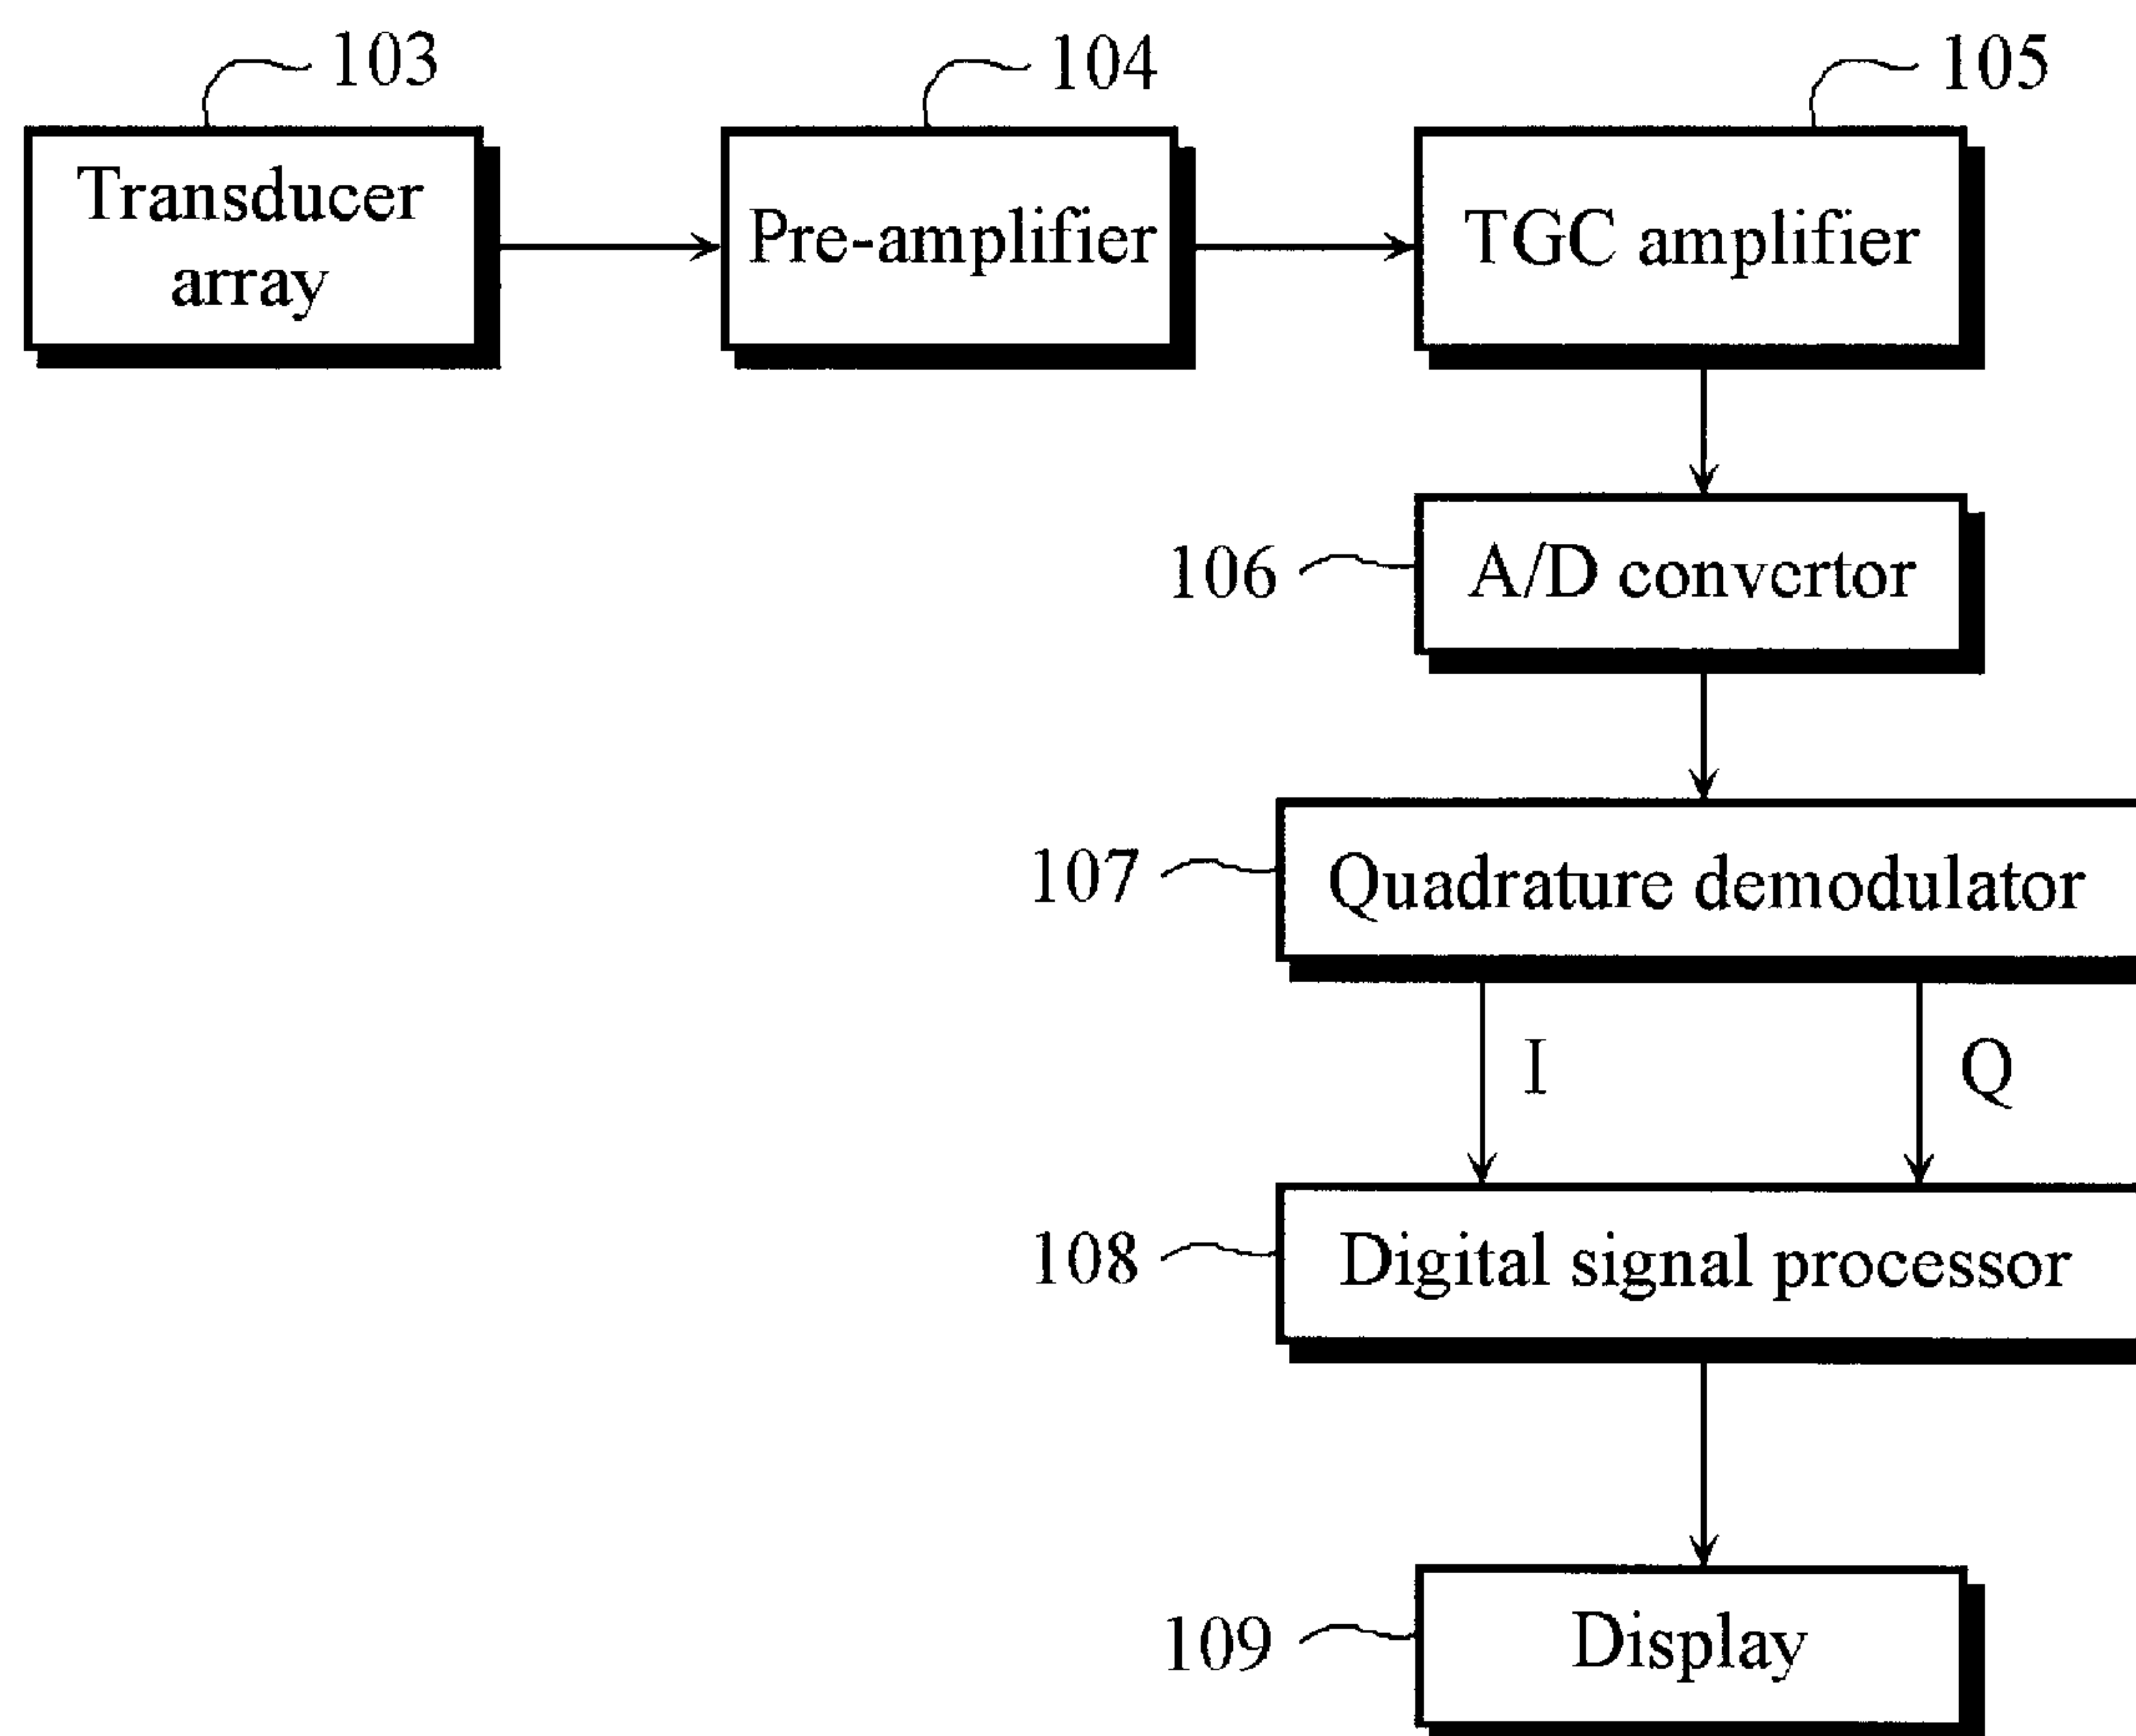 103
104
105
Transducer
array
Pre-amplifier
TGC amplifier
106
A/D convertor
107
Quadrature demodulator
I
Q
108
Digital signal processor
109
Display